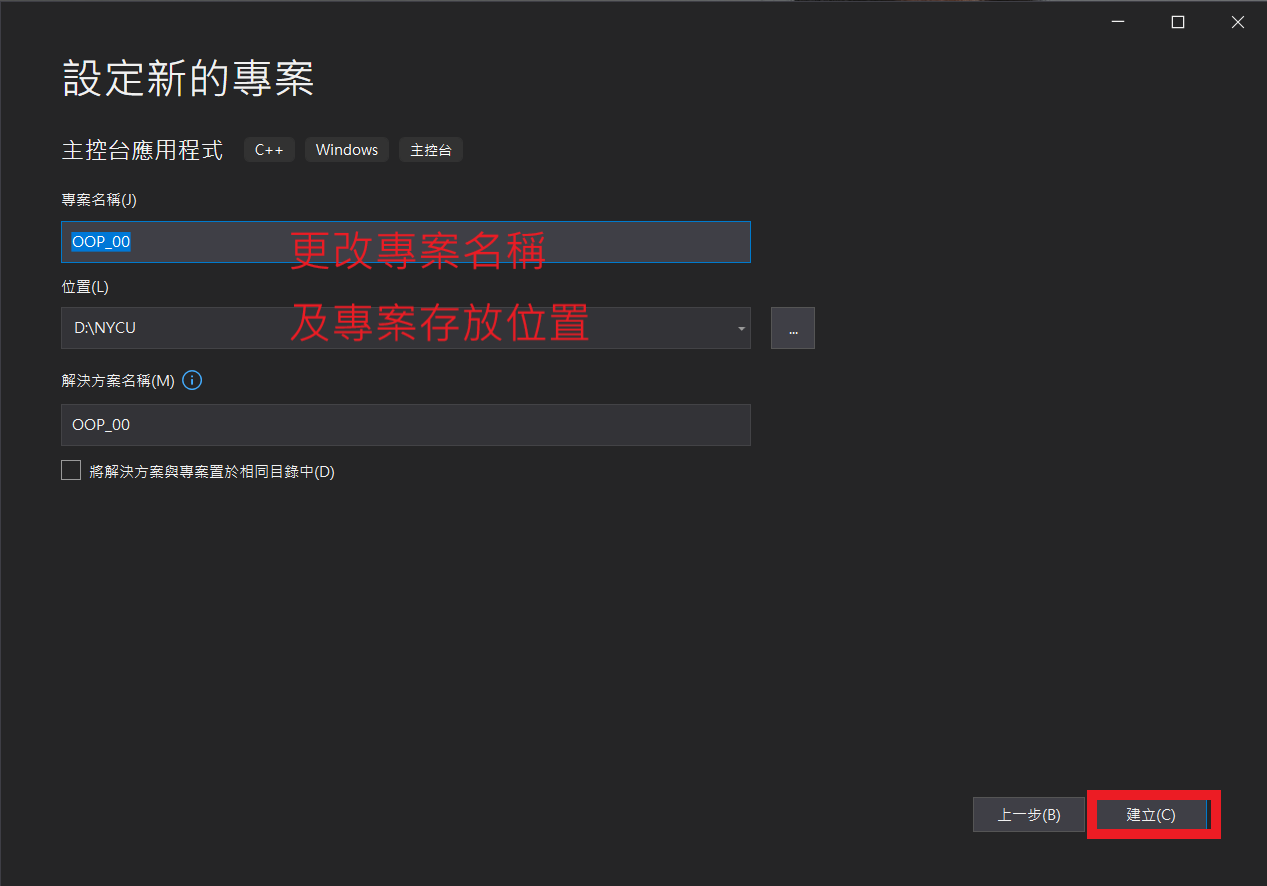 設定新的專案
主控台應用程式 C++ Windows 主控台
專案名稱(J)
OOP_00
更改專案名稱
位置(L)
D:\NYCU
及專案存放位置
...
解決方案名稱(M)
OOP_00
將解決方案與專案置於相同目錄中(D)
上一步(B) 建立(C)